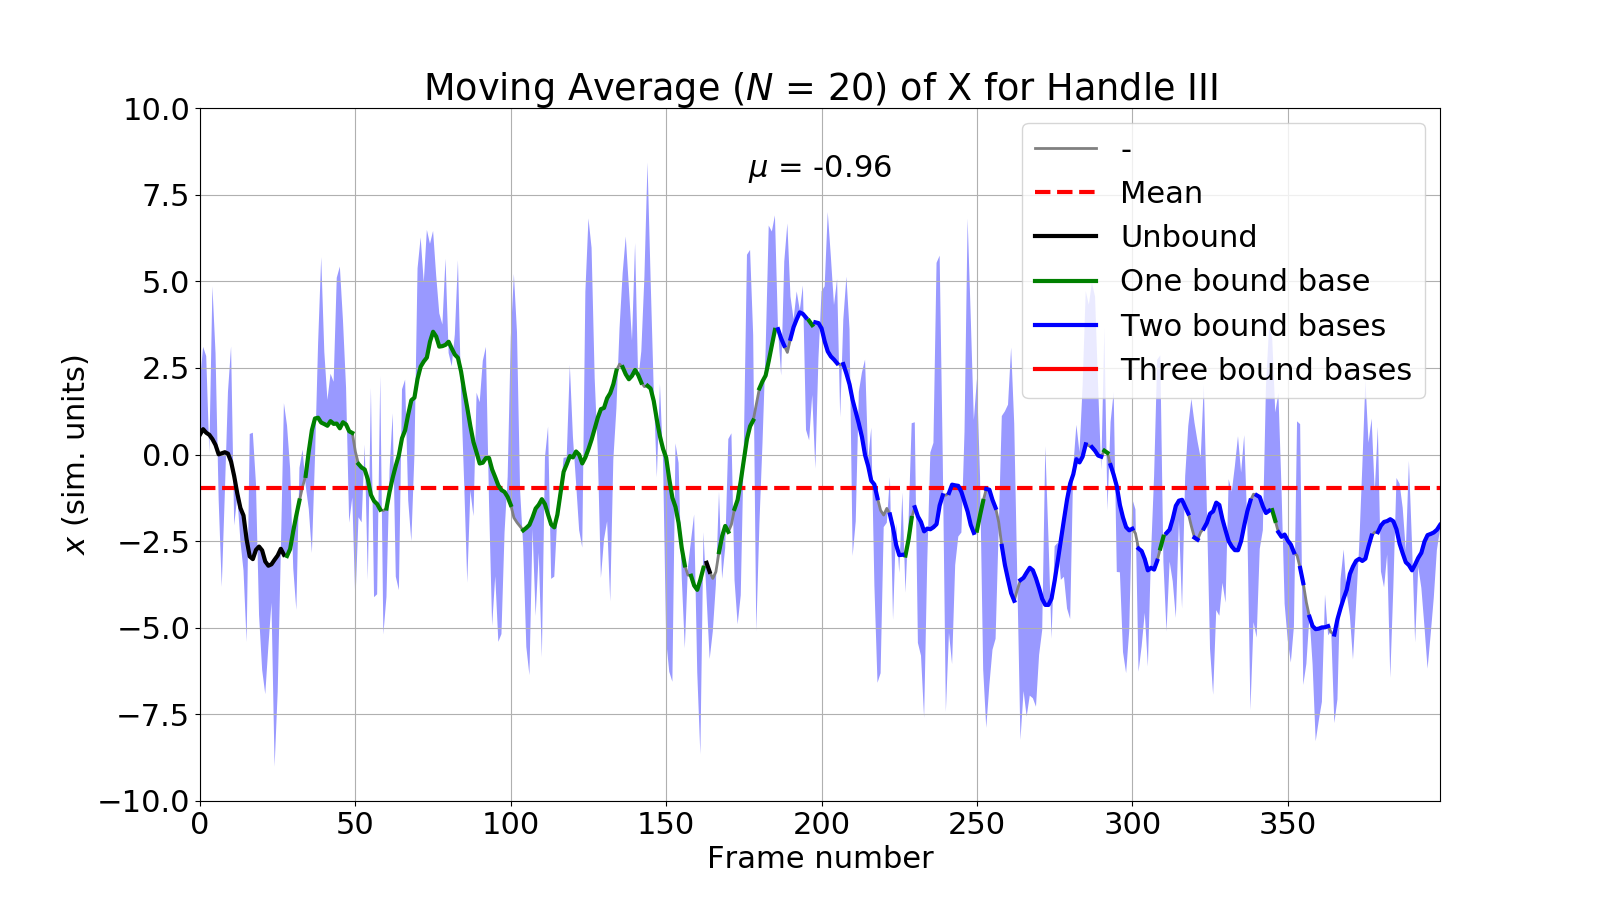 Moving Average (N = 20) of X for Handle III
μ = -0.96
-
Mean
Unbound
One bound base
Two bound bases
Three bound bases
10.0
7.5
5.0
2.5
0.0
−2.5
−5.0
−7.5
−10.0
x (sim. units)
0 50 100 150 200 250 300 350
Frame number